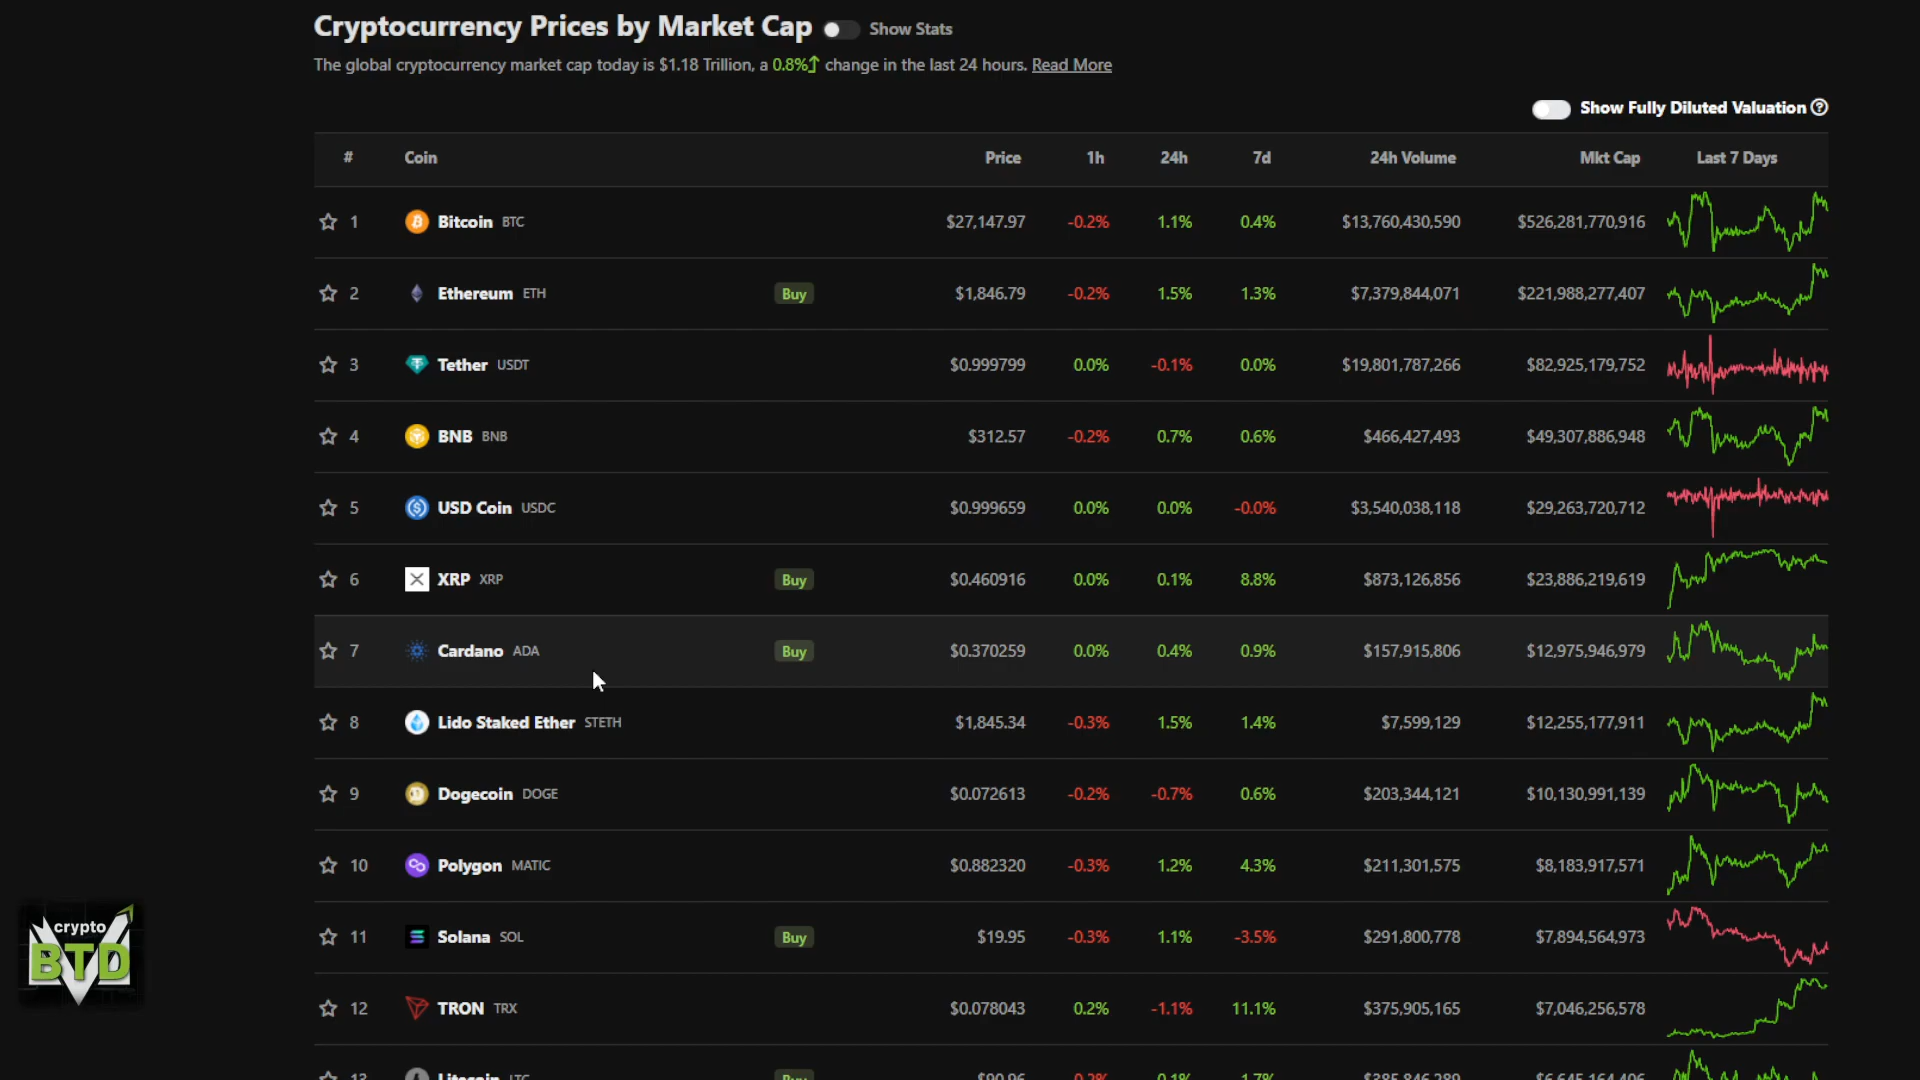 Cryptocurrency Prices by Market Cap Show Stats
The global cryptocurrency market cap today is $1.18 Trillion, a 0.8% change in the last 24 hours. Read More
Show Fully Diluted Valuation
# Coin Price 1h 24h 7d 24h Volume Mkt Cap Last 7 Days
1 Bitcoin BTC $27,147.97 -0.2% 1.1% 0.4% $13,760,430,590 $526,281,770,916
2 Ethereum ETH Buy $1,846.79 -0.2% 1.5% 1.3% $7,379,844,071 $221,988,277,407
3 Tether USDT $0.999799 0.0% -0.1% 0.0% $19,801,787,266 $82,925,179,752
4 BNB BNB $312.57 -0.2% 0.7% 0.6% $466,427,493 $49,307,886,948
5 USD Coin USDC $0.999659 0.0% 0.0% -0.0% $3,540,038,118 $29,263,720,712
6 XRP XRP Buy $0.460916 0.0% 0.1% 8.8% $873,126,856 $23,886,219,619
7 Cardano ADA Buy $0.370259 0.0% 0.4% 0.9% $157,915,806 $12,975,946,979
8 Lido Staked Ether STETH $1,845.34 -0.3% 1.5% 1.4% $7,599,129 $12,255,177,911
9 Dogecoin DOGE $0.072613 -0.2% -0.7% 0.6% $203,344,121 $10,130,991,139
10 Polygon MATIC $0.882320 -0.3% 1.2% 4.3% $211,301,575 $8,183,917,571
11 Solana SOL Buy $19.95 -0.3% 1.1% -3.5% $291,800,778 $7,894,564,973
12 TRON TRX $0.078043 0.2% -1.1% 11.1% $375,905,165 $7,046,256,578
13 Litecoin LTC Buy
crypto
BTD